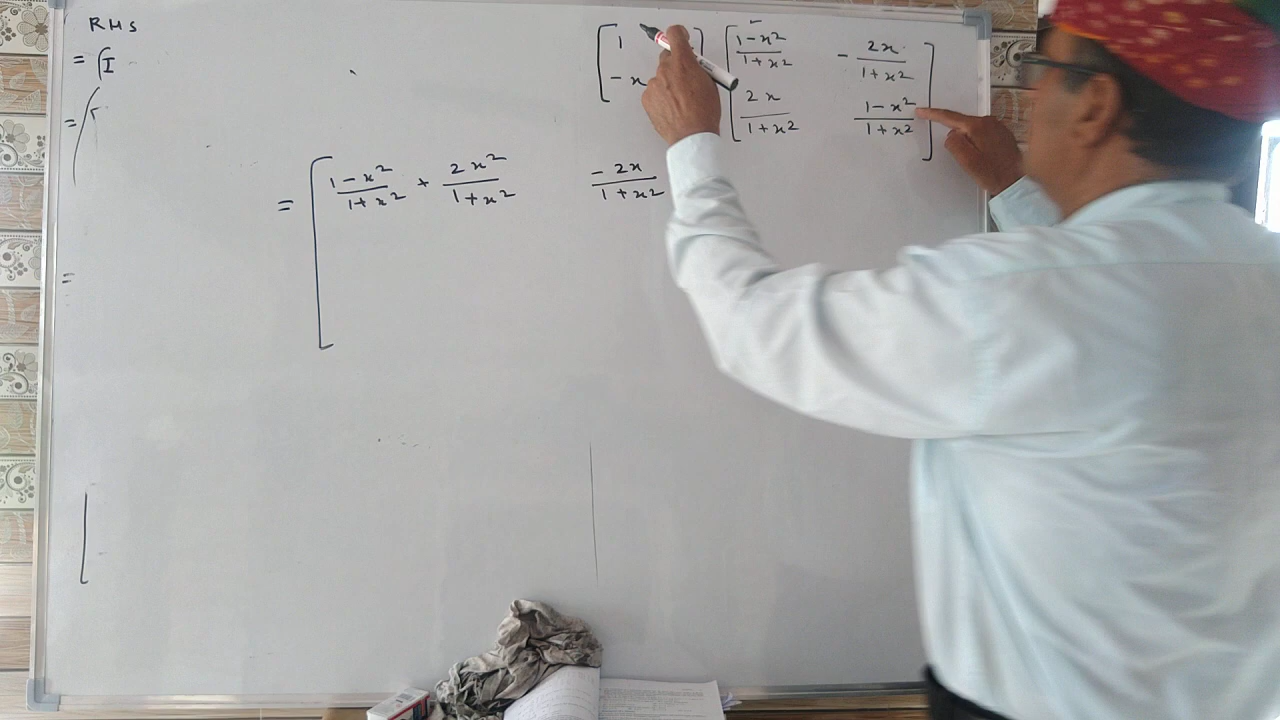 RHS
= (I
= (
[ 1
- x ] [ (1-x²)/(1+x²) - 2x/(1+x²)
2x/(1+x²) (1-x²)/(1+x²) ]
= [ (1-x²)/(1+x²) + 2x²/(1+x²) -2x/(1+x²)
=